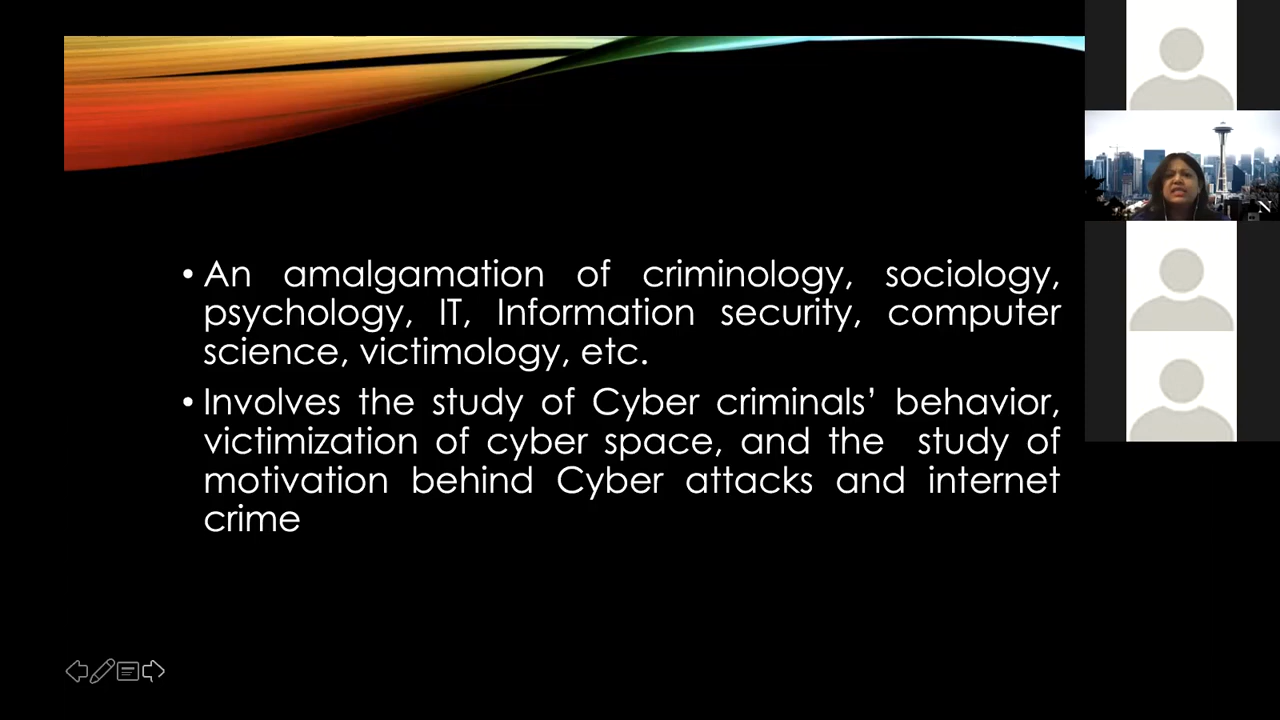 • An amalgamation of criminology, sociology,
psychology, IT, Information security, computer
science, victimology, etc.
• Involves the study of Cyber criminals’ behavior,
victimization of cyber space, and the study of
motivation behind Cyber attacks and internet
crime
N